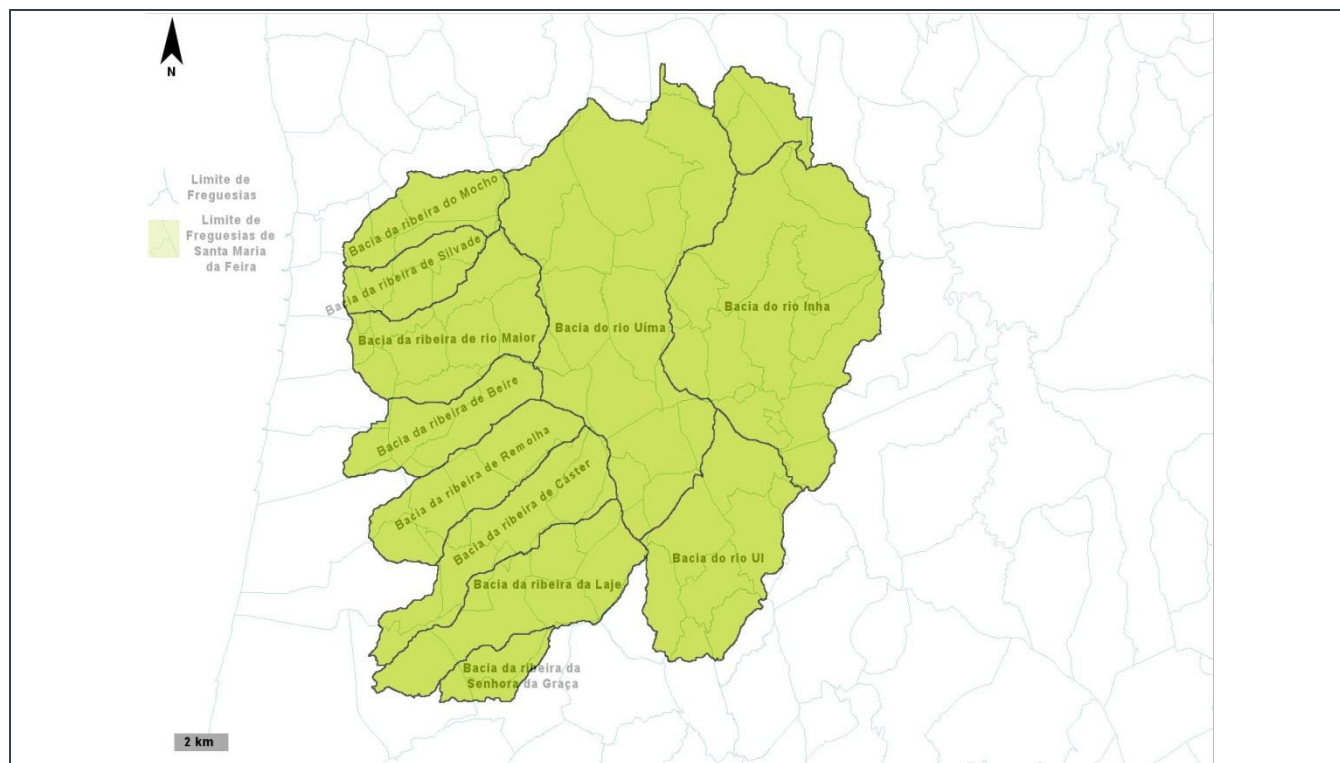 N
Limite de
Freguesias
Limite de
Freguesias de
Santa Maria
da Feira
Bacia da ribeira do Mocho
Bacia da ribeira de Silvade
Bacia da ribeira de rio Maior
Bacia do rio Uíma
Bacia do rio Inha
Bacia da ribeira de Beire
Bacia da ribeira de Remolha
Bacia da ribeira de Cáster
Bacia da ribeira da Laje
Bacia do rio Ul
Bacia da ribeira da
Senhora da Graça
2 km